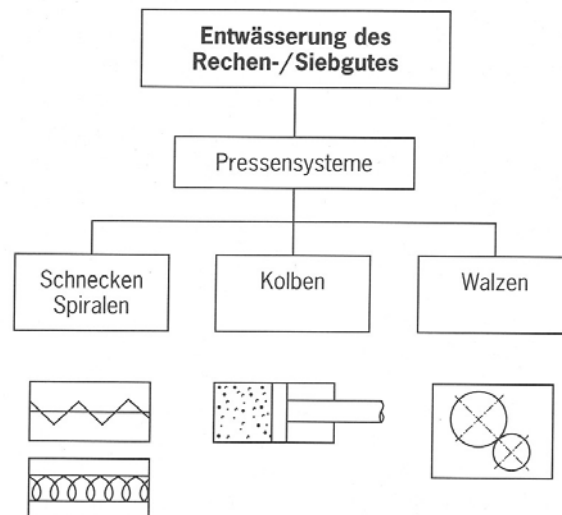 Entwässerung des
Rechen-/Siebgutes
Pressensysteme
Schnecken
Spiralen
Kolben
Walzen